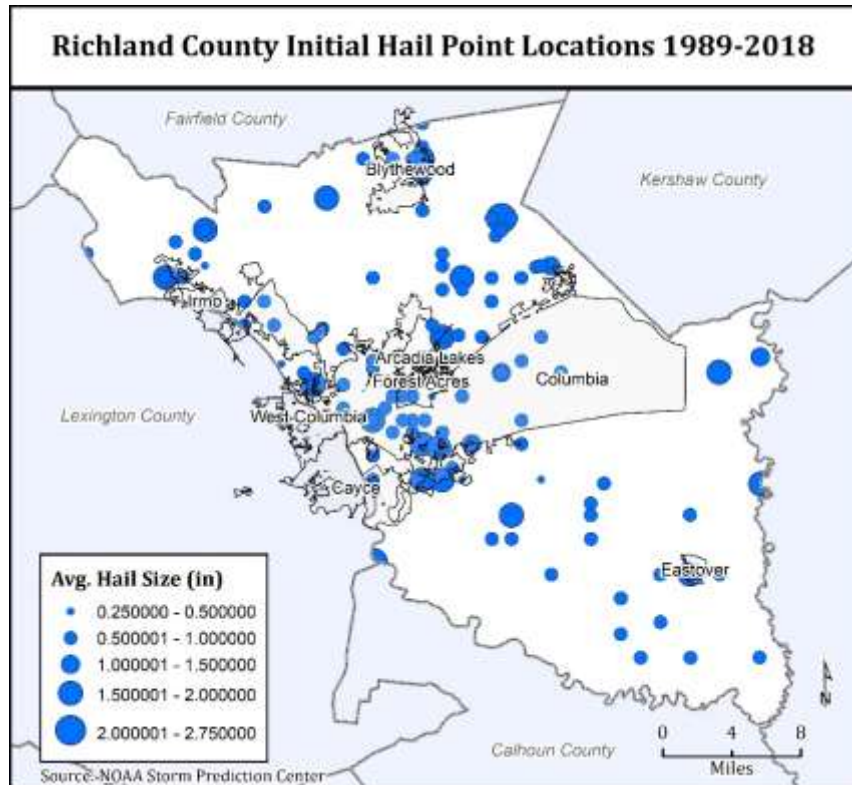 Richland County Initial Hail Point Locations 1989-2018
Fairfield County
Blythewood
Kershaw County
Irmo
Arcadia Lakes
Forest Acres
Columbia
Lexington County
West Columbia
Cayce
Eastover
Avg. Hail Size (in)
0.250000 - 0.500000
0.500001 - 1.000000
1.000001 - 1.500000
1.500001 - 2.000000
2.000001 - 2.750000
N
0 4 8
Miles
Calhoun County
Source: NOAA Storm Prediction Center